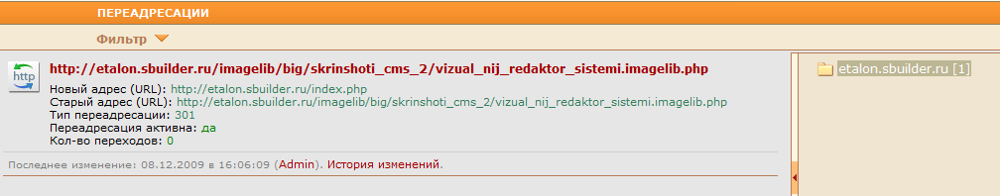 ПЕРЕАДРЕСАЦИИ
Фильтр
http
http://etalon.sbuilder.ru/imagelib/big/skrinshoti_cms_2/vizual_nij_redaktor_sistemi.imagelib.php
Новый адрес (URL): http://etalon.sbuilder.ru/index.php
Старый адрес (URL): http://etalon.sbuilder.ru/imagelib/big/skrinshoti_cms_2/vizual_nij_redaktor_sistemi.imagelib.php
Тип переадресации: 301
Переадресация активна: да
Кол-во переходов: 0
Последнее изменение: 08.12.2009 в 16:06:09 (Admin). История изменений.
etalon.sbuilder.ru [1]